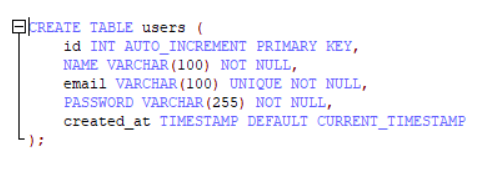 CREATE TABLE users (
id INT AUTO_INCREMENT PRIMARY KEY,
NAME VARCHAR(100) NOT NULL,
email VARCHAR(100) UNIQUE NOT NULL,
PASSWORD VARCHAR(255) NOT NULL,
created_at TIMESTAMP DEFAULT CURRENT_TIMESTAMP
);